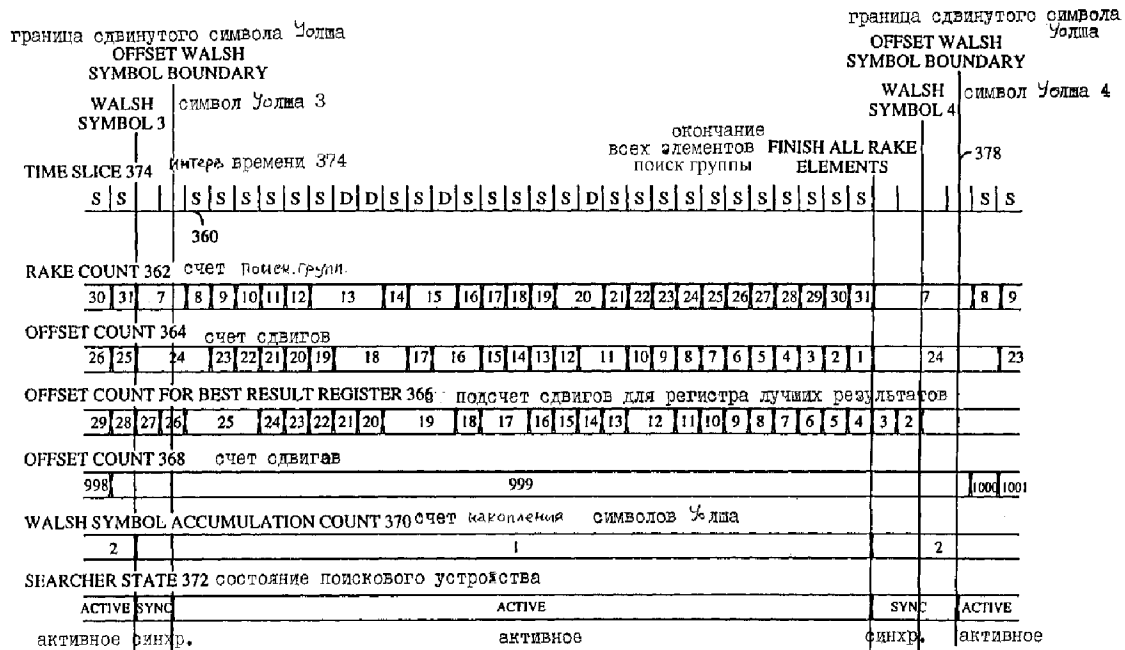 граница сдвинутого символа Уолша
OFFSET WALSH
SYMBOL BOUNDARY
WALSH
SYMBOL 3
символ Уолша 3
граница сдвинутого символа
Уолша
OFFSET WALSH
SYMBOL BOUNDARY
WALSH
SYMBOL 4
символ Уолша 4
окончание
всех элементов
поиск группы
FINISH ALL RAKE
ELEMENTS
378
TIME SLICE 374 интерв времени 374
S S S S S S S S D D S S D S S S S S D S S S S S S S S S S S S
360
RAKE COUNT 362 счет поиск.групп.
30 31 7 8 9 10 11 12 13 14 15 16 17 18 19 20 21 22 23 24 25 26 27 28 29 30 31 7 8 9
OFFSET COUNT 364 счет сдвигов
26 25 24 23 22 21 20 19 18 17 16 15 14 13 12 11 10 9 8 7 6 5 4 3 2 1 24 23
OFFSET COUNT FOR BEST RESULT REGISTER 366 подсчет сдвигов для регистра лучших результатов
29 28 27 26 25 24 23 22 21 20 19 18 17 16 15 14 13 12 11 10 9 8 7 6 5 4 3 2
OFFSET COUNT 368 счет сдвигав
998 999 1000 1001
WALSH SYMBOL ACCUMULATION COUNT 370 счет накопления символов Уолша
2 1 2
SEARCHER STATE 372 состояние поискового устройства
ACTIVE SYNC ACTIVE SYNC ACTIVE
активное синхр. активное синхр. активное